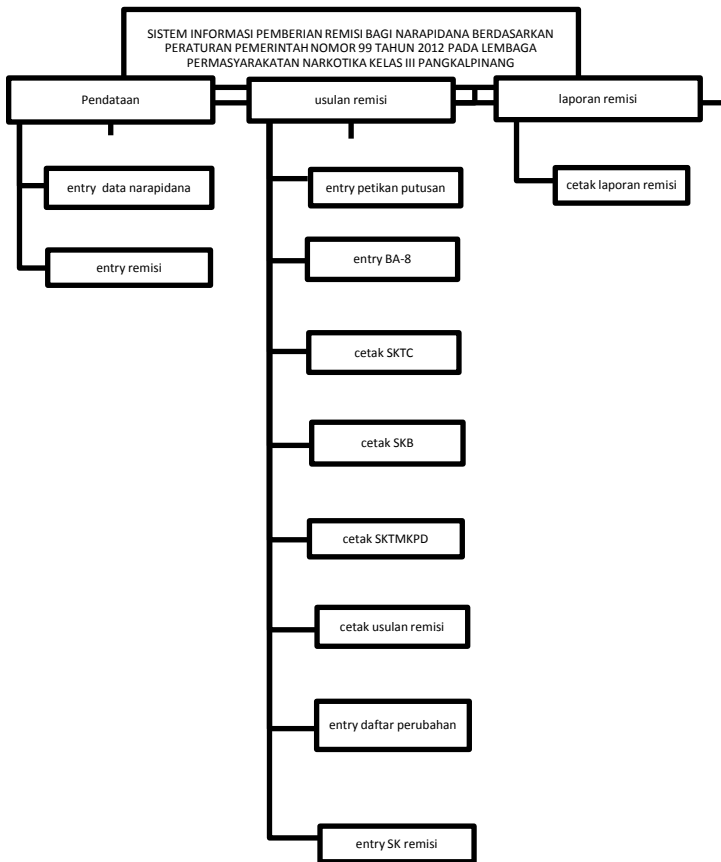 SISTEM INFORMASI PEMBERIAN REMISI BAGI NARAPIDANA BERDASARKAN
PERATURAN PEMERINTAH NOMOR 99 TAHUN 2012 PADA LEMBAGA
PERMASYARAKATAN NARKOTIKA KELAS III PANGKALPINANG
Pendataan
usulan remisi
laporan remisi
entry data narapidana
entry remisi
entry petikan putusan
entry BA-8
cetak SKTC
cetak SKB
cetak SKTMKPD
cetak usulan remisi
entry daftar perubahan
entry SK remisi
cetak laporan remisi